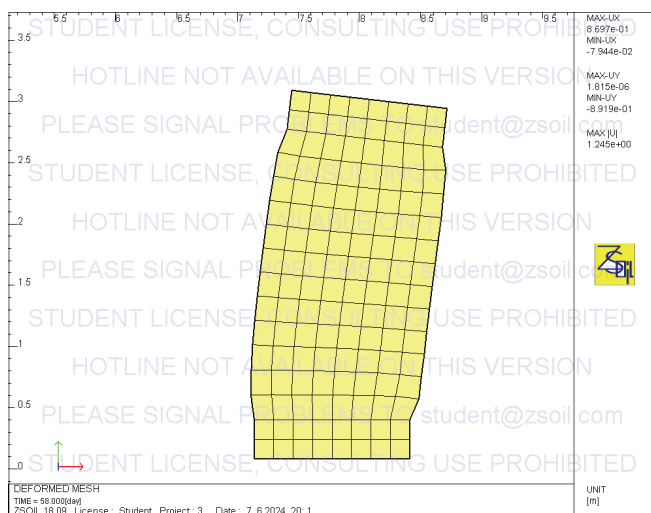 5.5 6.5 7 7.5 8 8.5 9 9.5
MAX-UX
8.697e-01
MIN-UX
-7.944e-02
MAX-UY
1.815e-06
MIN-UY
-8.919e-01
MAX |U|
1.245e+00
3.5
STUDENT LICENSE, CONSULTING USE PROHIBITED
HOTLINE NOT AVAILABLE ON THIS VERSION
3
PLEASE SIGNAL PROBLEMS TO student@zsoil.com
2.5
STUDENT LICENSE, CONSULTING USE PROHIBITED
2
HOTLINE NOT AVAILABLE ON THIS VERSION
ZSoil
PLEASE SIGNAL PROBLEMS TO student@zsoil.com
1.5
STUDENT LICENSE, CONSULTING USE PROHIBITED
1
HOTLINE NOT AVAILABLE ON THIS VERSION
0.5
PLEASE SIGNAL PROBLEMS TO student@zsoil.com
0
STUDENT LICENSE, CONSULTING USE PROHIBITED
DEFORMED MESH
TIME = 58.000[day]
ZSOIL 18.09 License : Student Project : 3 Date : 7.6.2024, 20: 1
UNIT
[m]